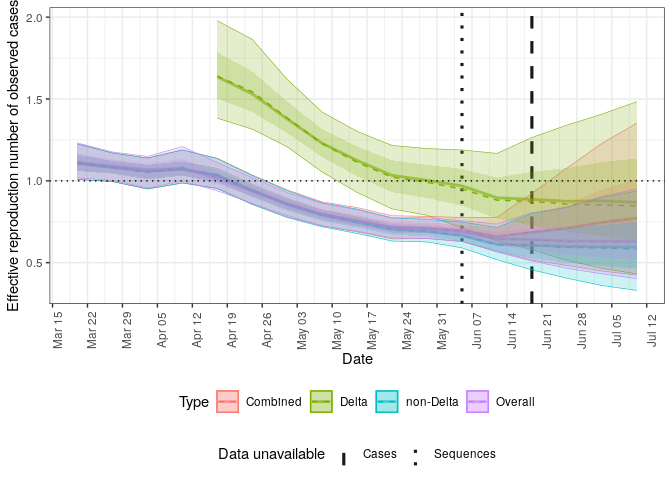 Effective reproduction number of observed cases
2.0
1.5
1.0
0.5
Mar 15
Mar 22
Mar 29
Apr 05
Apr 12
Apr 19
Apr 26
May 03
May 10
May 17
May 24
May 31
Jun 07
Jun 14
Jun 21
Jun 28
Jul 05
Jul 12
Date
Type Combined Delta non-Delta Overall
Data unavailable Cases Sequences